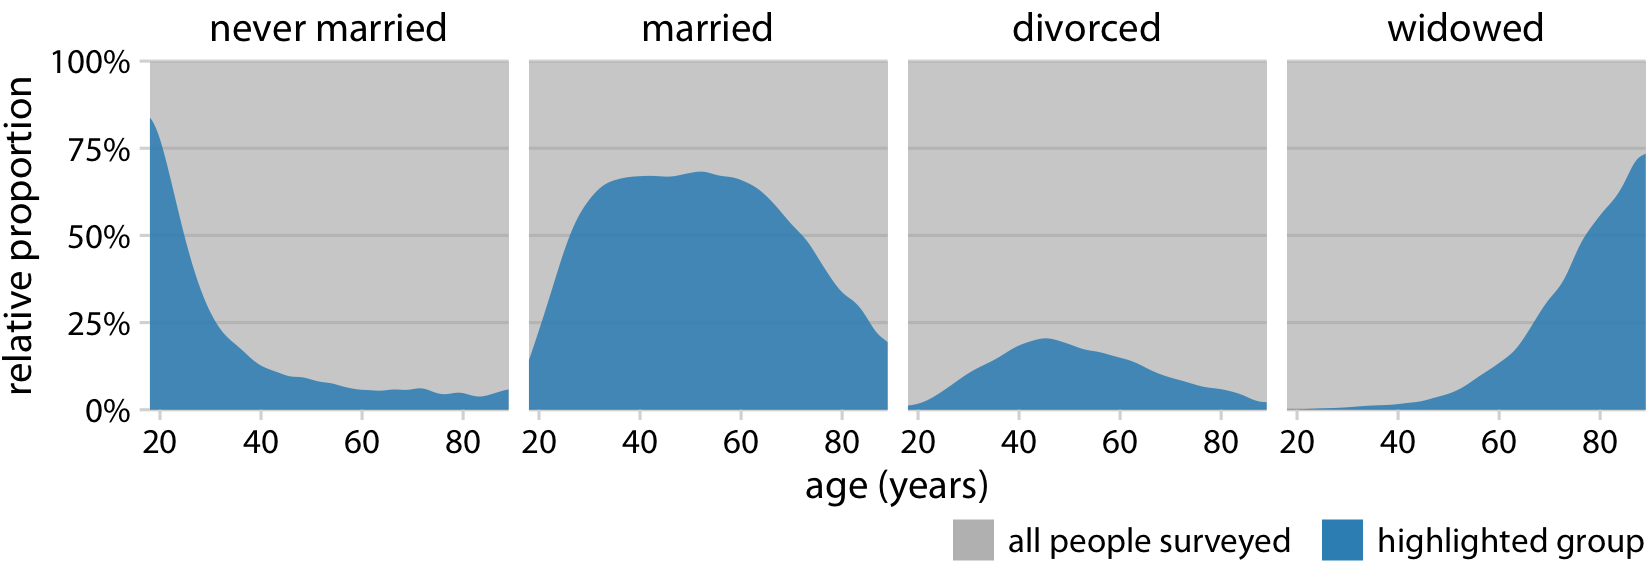 never married married divorced widowed
100%
75%
50%
25%
0%
relative proportion
20 40 60 80 20 40 60 80 20 40 60 80 20 40 60 80
age (years)
all people surveyed highlighted group